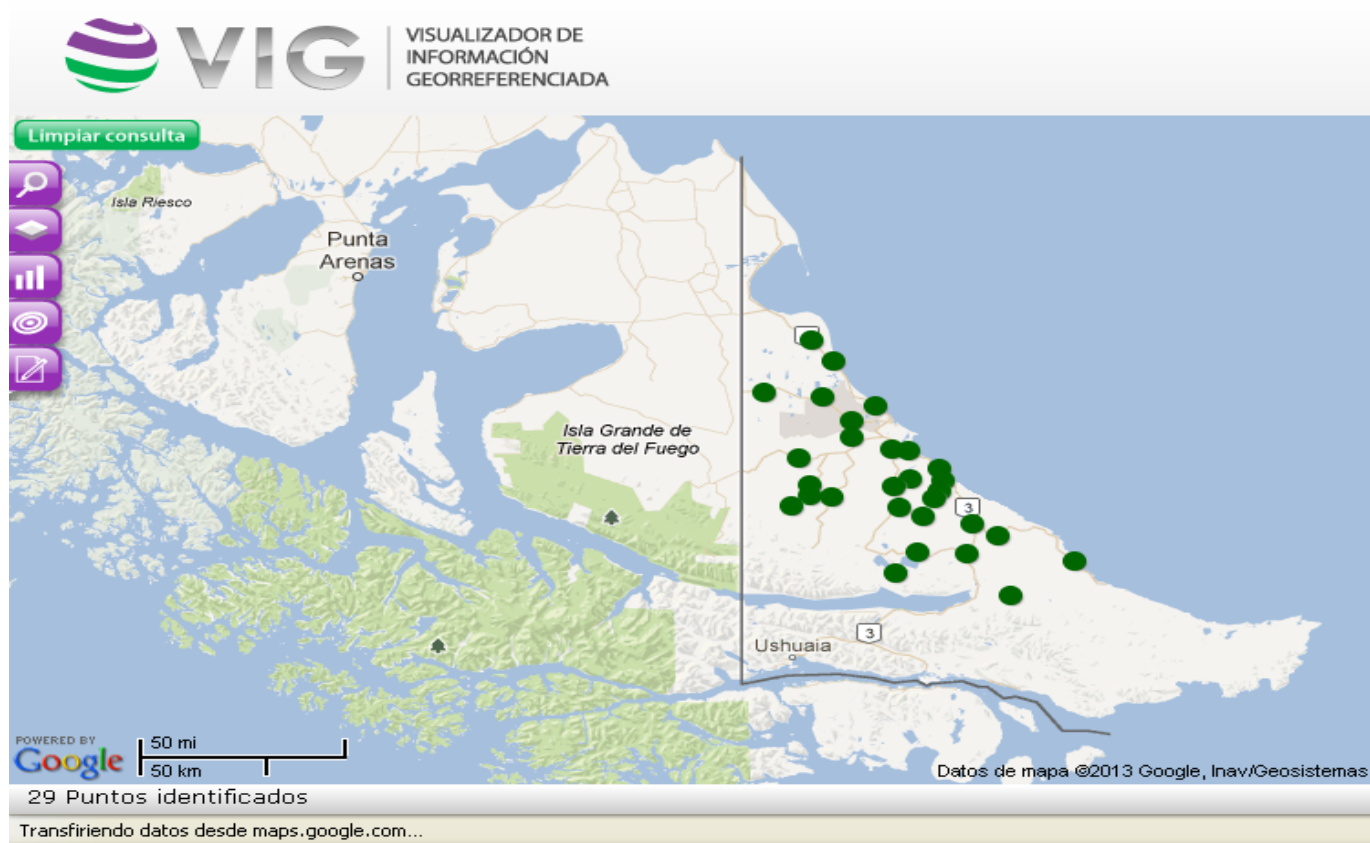 VIG
VISUALIZADOR DE
INFORMACIÓN
GEORREFERENCIADA
Limpiar consulta
Isla Riesco
Punta
Arenas
Isla Grande de
Tierra del Fuego
3
3
Ushuaia
POWERED BY
Google
50 mi
50 km
Datos de mapa ©2013 Google, Inav/Geosistemas
29 Puntos identificados
Transfiriendo datos desde maps.google.com...